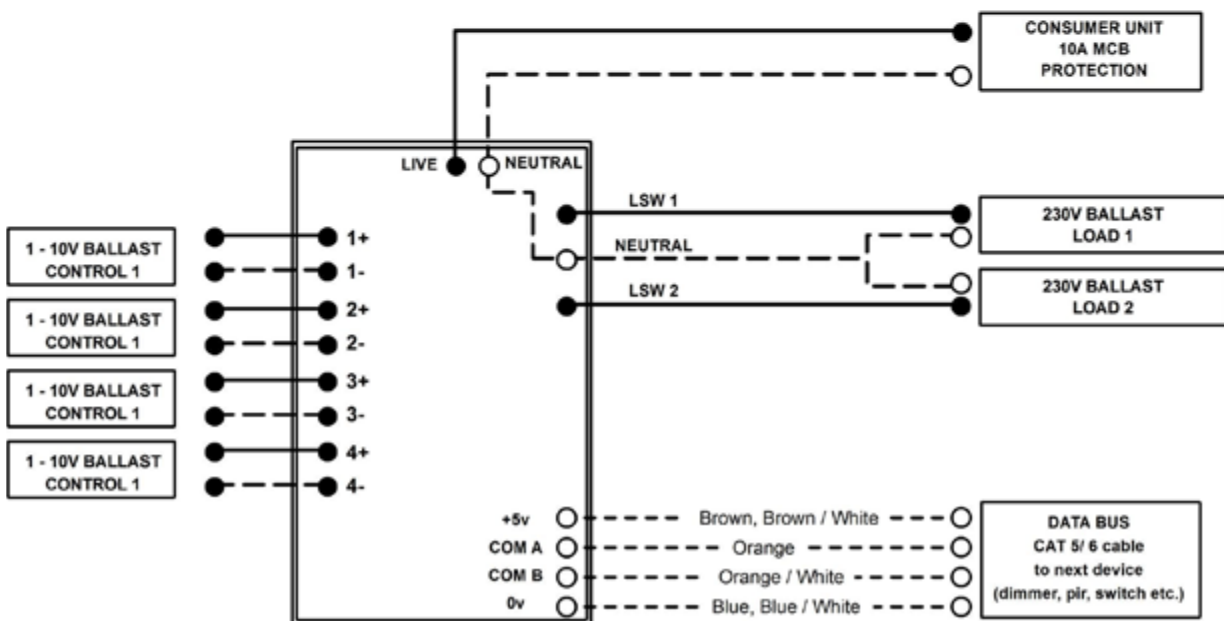 CONSUMER UNIT
10A MCB
PROTECTION
LIVE
NEUTRAL
LSW 1
230V BALLAST
LOAD 1
NEUTRAL
LSW 2
230V BALLAST
LOAD 2
1 - 10V BALLAST
CONTROL 1
1+
1-
1 - 10V BALLAST
CONTROL 1
2+
2-
1 - 10V BALLAST
CONTROL 1
3+
3-
1 - 10V BALLAST
CONTROL 1
4+
4-
+5v
Brown, Brown / White
COM A
Orange
COM B
Orange / White
0v
Blue, Blue / White
DATA BUS
CAT 5/ 6 cable
to next device
(dimmer, pir, switch etc.)